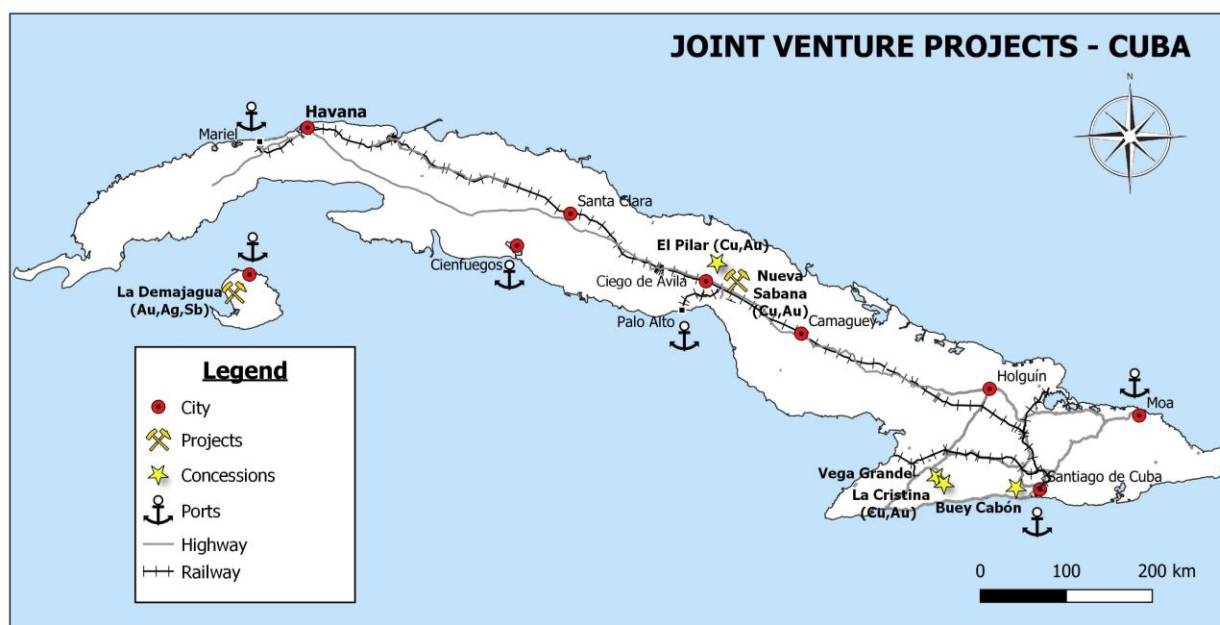 JOINT VENTURE PROJECTS - CUBA
N
Havana
Mariel
Santa Clara
El Pilar (Cu,Au)
Cienfuegos
Ciego de Ávila
Nueva
Sabana
(Cu,Au)
La Demajagua
(Au,Ag,Sb)
Palo Alto
Camaguey
Holguín
Moa
Vega Grande
Santiago de Cuba
La Cristina
(Cu,Au)
Buey Cabón
Legend
City
Projects
Concessions
Ports
Highway
Railway
0 100 200 km